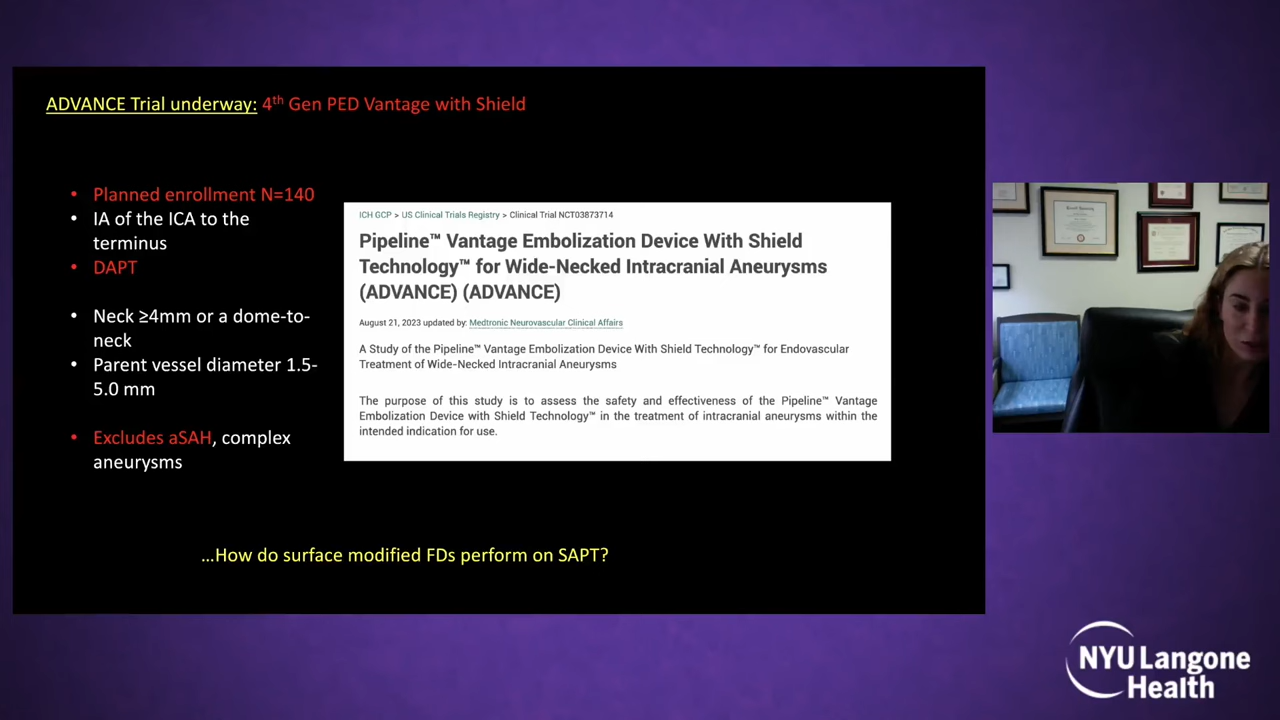 ADVANCE Trial underway: 4th Gen PED Vantage with Shield
• Planned enrollment N=140
• IA of the ICA to the
terminus
• DAPT
• Neck ≥4mm or a dome-to-
neck
• Parent vessel diameter 1.5-
5.0 mm
• Excludes aSAH, complex
aneurysms
ICH GCP > US Clinical Trials Registry > Clinical Trial NCT03873714
Pipeline™ Vantage Embolization Device With Shield
Technology™ for Wide-Necked Intracranial Aneurysms
(ADVANCE) (ADVANCE)
August 21, 2023 updated by: Medtronic Neurovascular Clinical Affairs
A Study of the Pipeline™ Vantage Embolization Device With Shield Technology™ for Endovascular
Treatment of Wide-Necked Intracranial Aneurysms
The purpose of this study is to assess the safety and effectiveness of the Pipeline™ Vantage
Embolization Device with Shield Technology™ in the treatment of intracranial aneurysms within the
intended indication for use.
...How do surface modified FDs perform on SAPT?
NYU Langone
Health